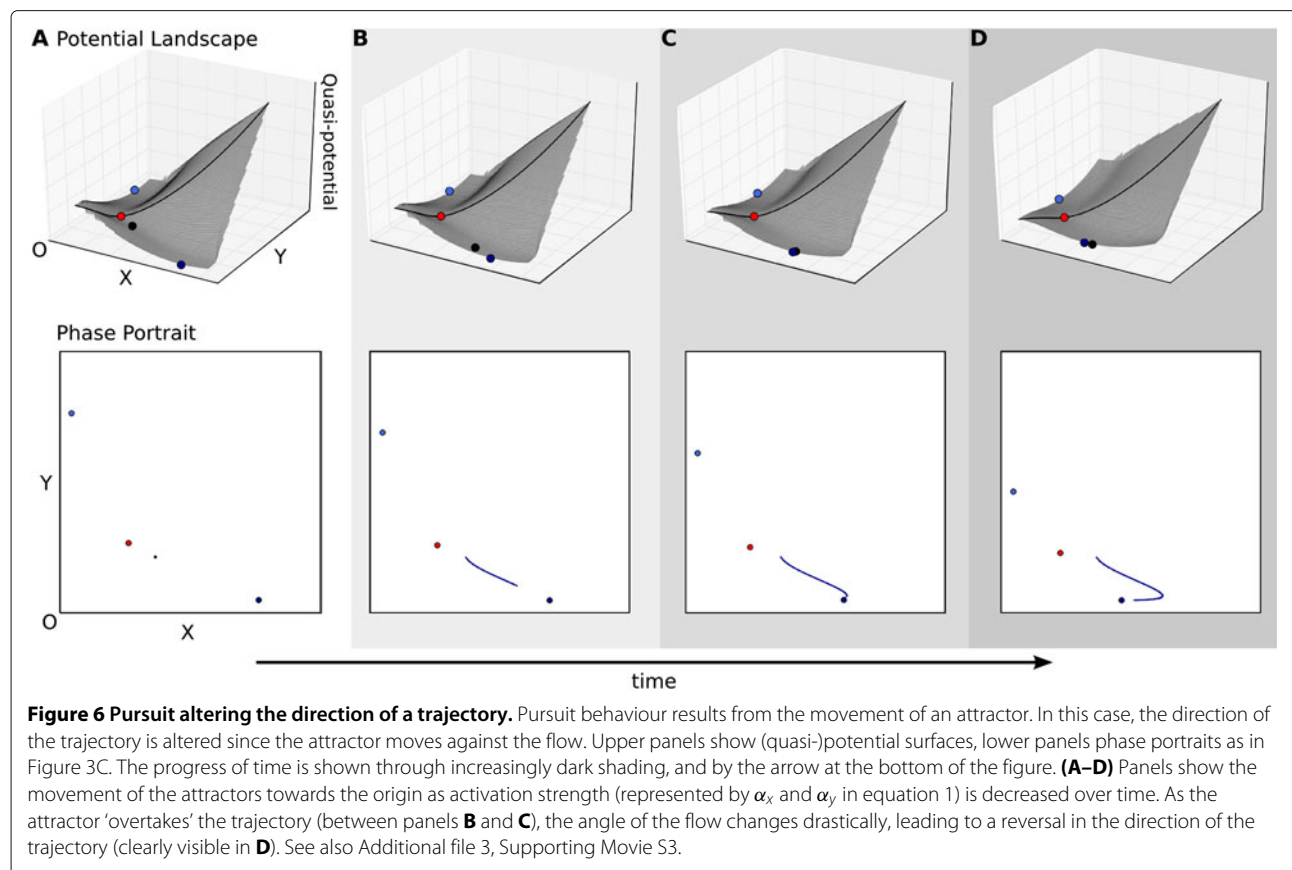 A Potential Landscape
B
C
D
Quasi-potential
O
X
Y
Phase Portrait
Y
O
X
time
Figure 6 Pursuit altering the direction of a trajectory. Pursuit behaviour results from the movement of an attractor. In this case, the direction of
the trajectory is altered since the attractor moves against the flow. Upper panels show (quasi-)potential surfaces, lower panels phase portraits as in
Figure 3C. The progress of time is shown through increasingly dark shading, and by the arrow at the bottom of the figure. (A–D) Panels show the
movement of the attractors towards the origin as activation strength (represented by αx and αy in equation 1) is decreased over time. As the
attractor ‘overtakes’ the trajectory (between panels B and C), the angle of the flow changes drastically, leading to a reversal in the direction of the
trajectory (clearly visible in D). See also Additional file 3, Supporting Movie S3.